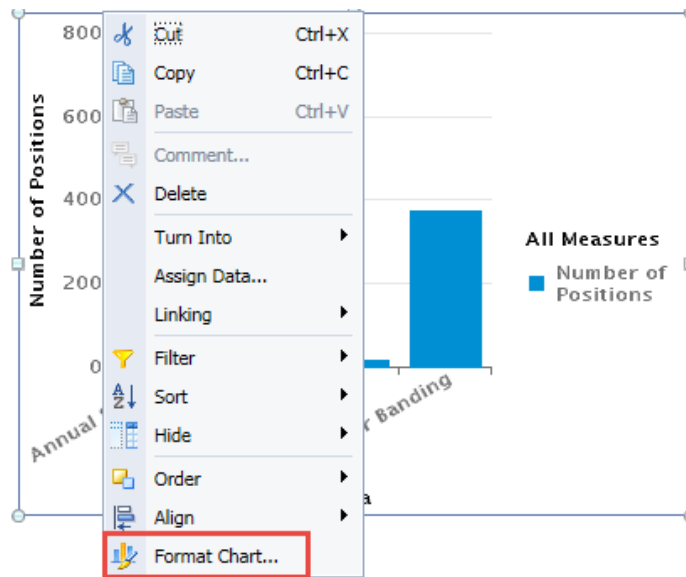 800
600
400
200
0
Number of Positions
Cut Ctrl+X
Copy Ctrl+C
Paste Ctrl+V
Comment...
Delete
Turn Into
Assign Data...
Linking
Filter
Sort
Hide
Order
Align
Format Chart...
All Measures
Number of
Positions
Annual
Banding